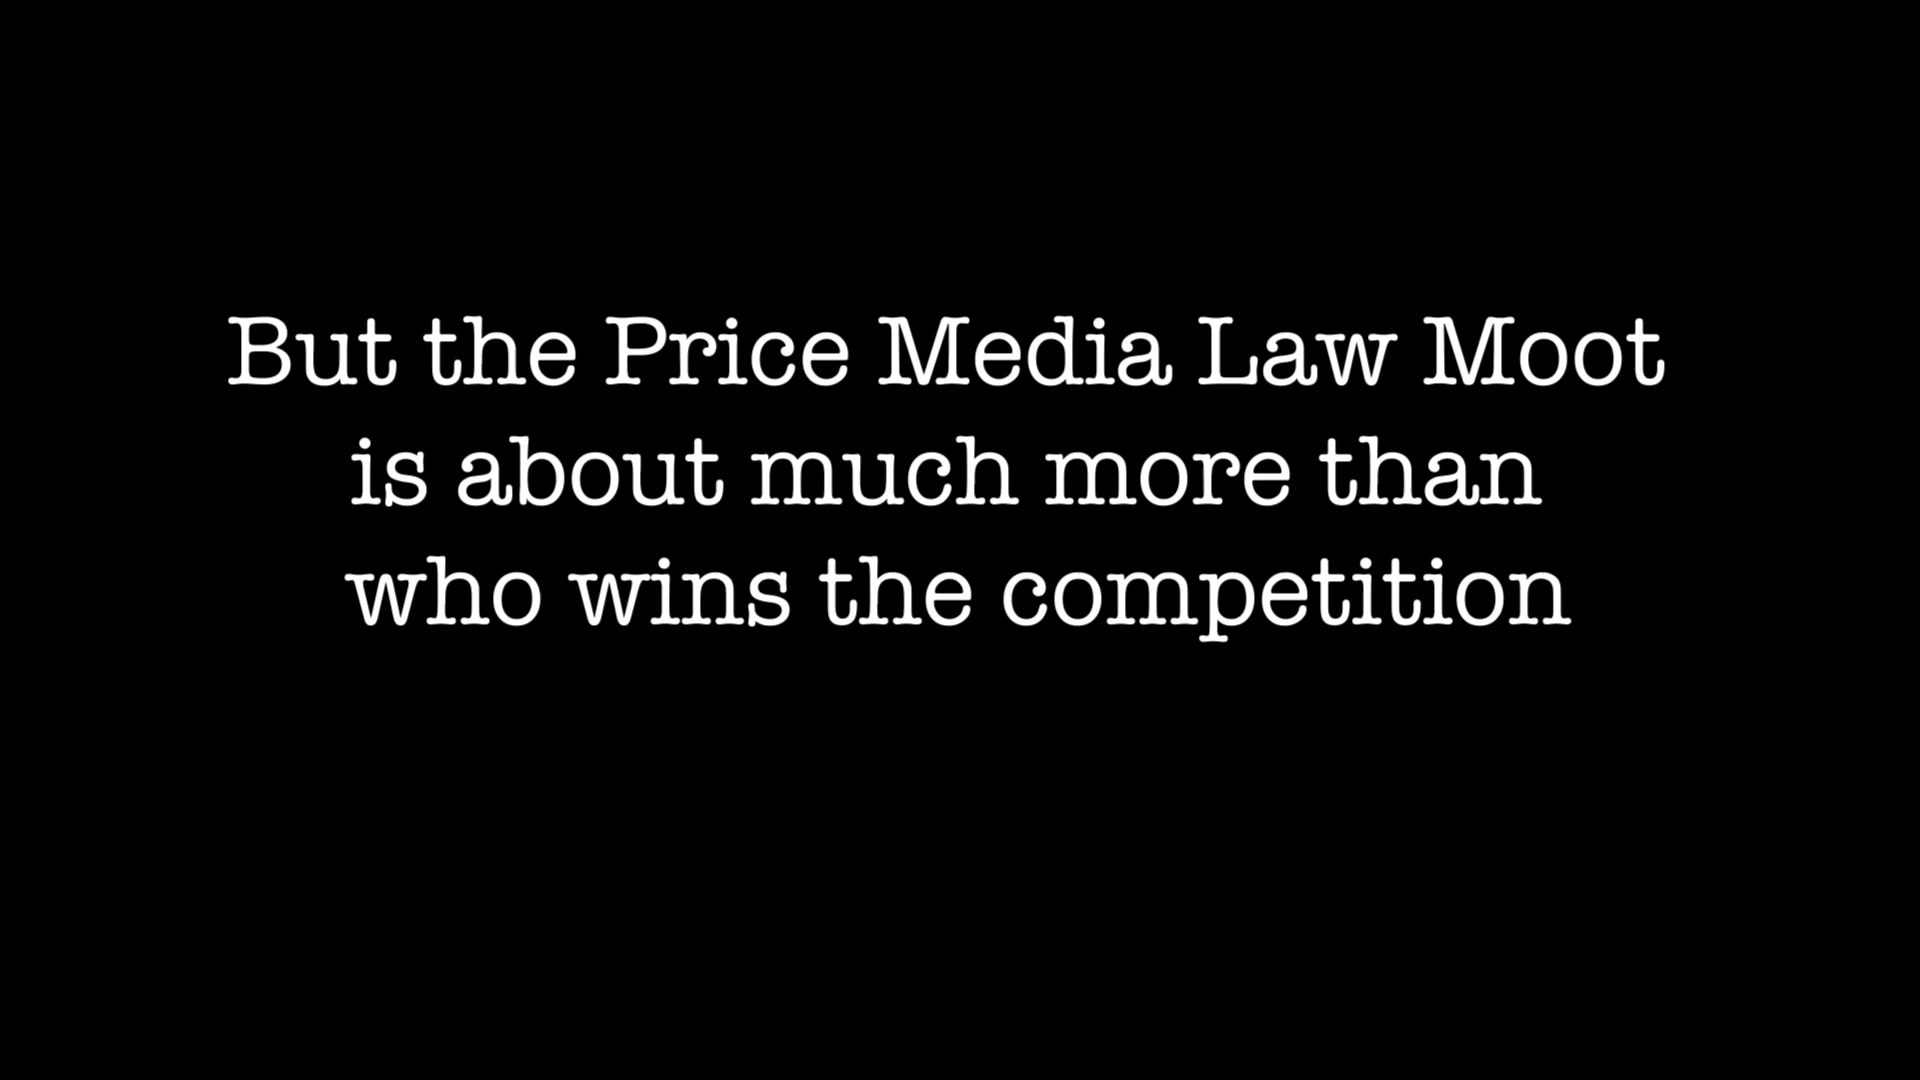 But the Price Media Law Moot
is about much more than
who wins the competition